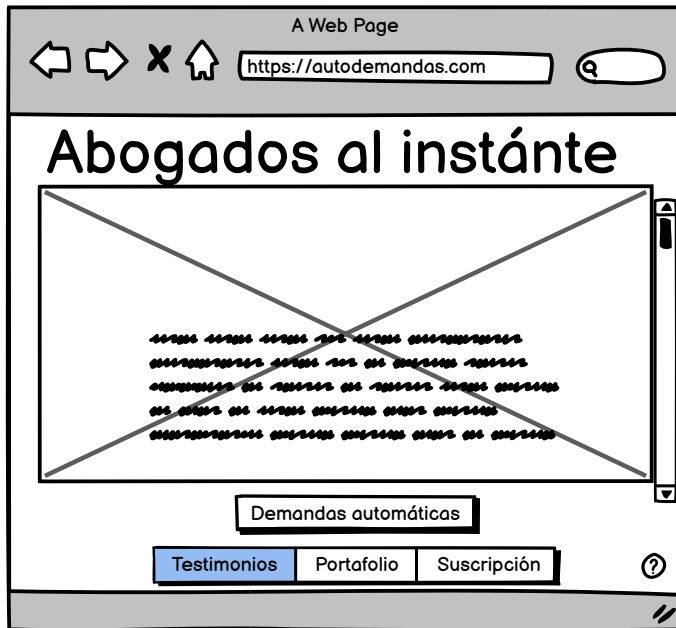 A Web Page
https://autodemandas.com
Abogados al instánte
Demandas automáticas
Testimonios Portafolio Suscripción
?